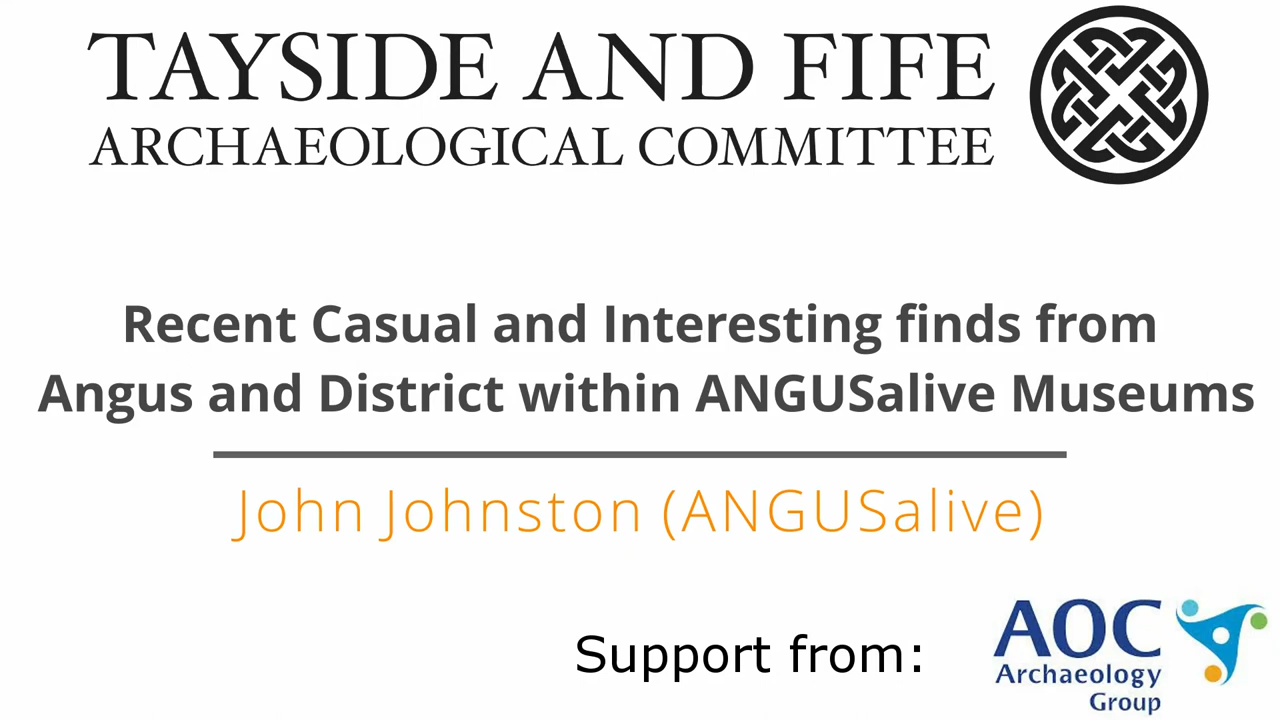 TAYSIDE AND FIFE
ARCHAEOLOGICAL COMMITTEE
Recent Casual and Interesting finds from
Angus and District within ANGUSalive Museums
John Johnston (ANGUSalive)
Support from:
AOC
Archaeology
Group